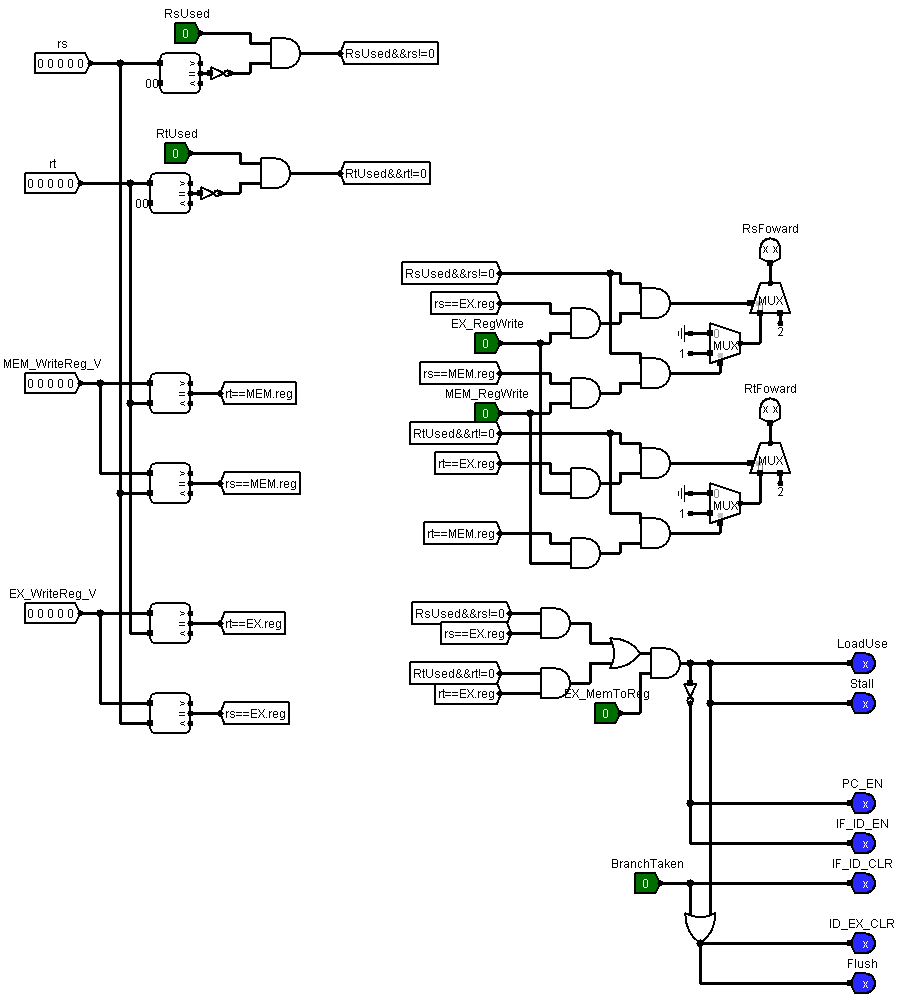 RsUsed
0
RsUsed&&rs!=0
rs
00000
00
RtUsed
0
RtUsed&&rt!=0
rt
00000
00
RsFoward
x x
MUX
2
RsUsed&&rs!=0
rs==EX.reg
EX_RegWrite
0
0
MUX
1
rs==MEM.reg
MEM_RegWrite
0
MEM_WriteReg_V
00000
rt==MEM.reg
rs==MEM.reg
RtFoward
x x
MUX
2
RtUsed&&rt!=0
rt==EX.reg
0
MUX
1
rt==MEM.reg
EX_WriteReg_V
00000
rt==EX.reg
rs==EX.reg
RsUsed&&rs!=0
rs==EX.reg
RtUsed&&rt!=0
rt==EX.reg
EX_MemToReg
0
LoadUse
x
Stall
x
PC_EN
x
IF_ID_EN
x
BranchTaken
0
IF_ID_CLR
x
ID_EX_CLR
x
Flush
x